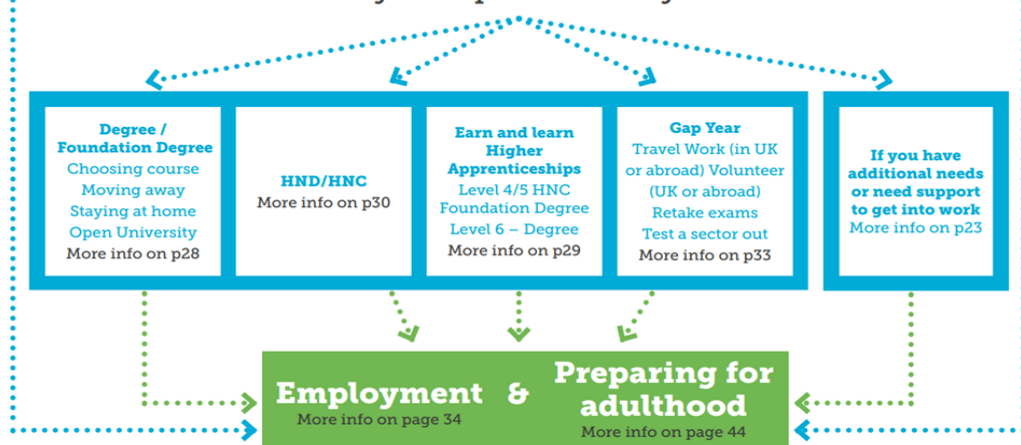 Degree /
Foundation Degree
Choosing course
Moving away
Staying at home
Open University
More info on p28
HND/HNC
More info on p30
Earn and learn
Higher
Apprenticeships
Level 4/5 HNC
Foundation Degree
Level 6 – Degree
More info on p29
Gap Year
Travel Work (in UK
or abroad) Volunteer
(UK or abroad)
Retake exams
Test a sector out
More info on p33
If you have
additional needs
or need support
to get into work
More info on p23
Employment
More info on page 34
&
Preparing for
adulthood
More info on page 44